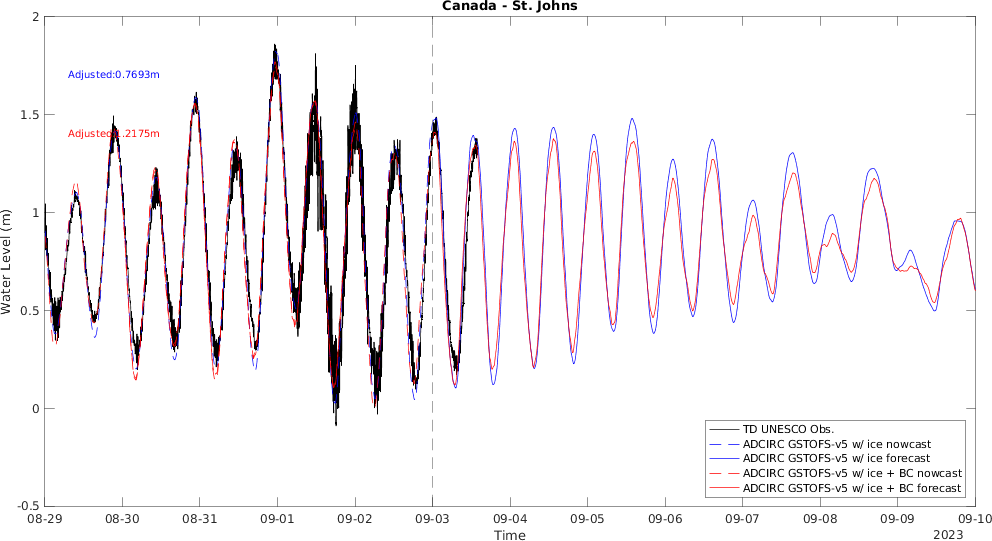 Canada - St. Johns
Adjusted:0.7693m
Adjusted:1.2175m
Water Level (m)
2
1.5
1
0.5
0
-0.5
08-29
08-30
08-31
09-01
09-02
09-03
09-04
09-05
09-06
09-07
09-08
09-09
09-10
Time
2023
TD UNESCO Obs.
ADCIRC GSTOFS-v5 w/ ice nowcast
ADCIRC GSTOFS-v5 w/ ice forecast
ADCIRC GSTOFS-v5 w/ ice + BC nowcast
ADCIRC GSTOFS-v5 w/ ice + BC forecast